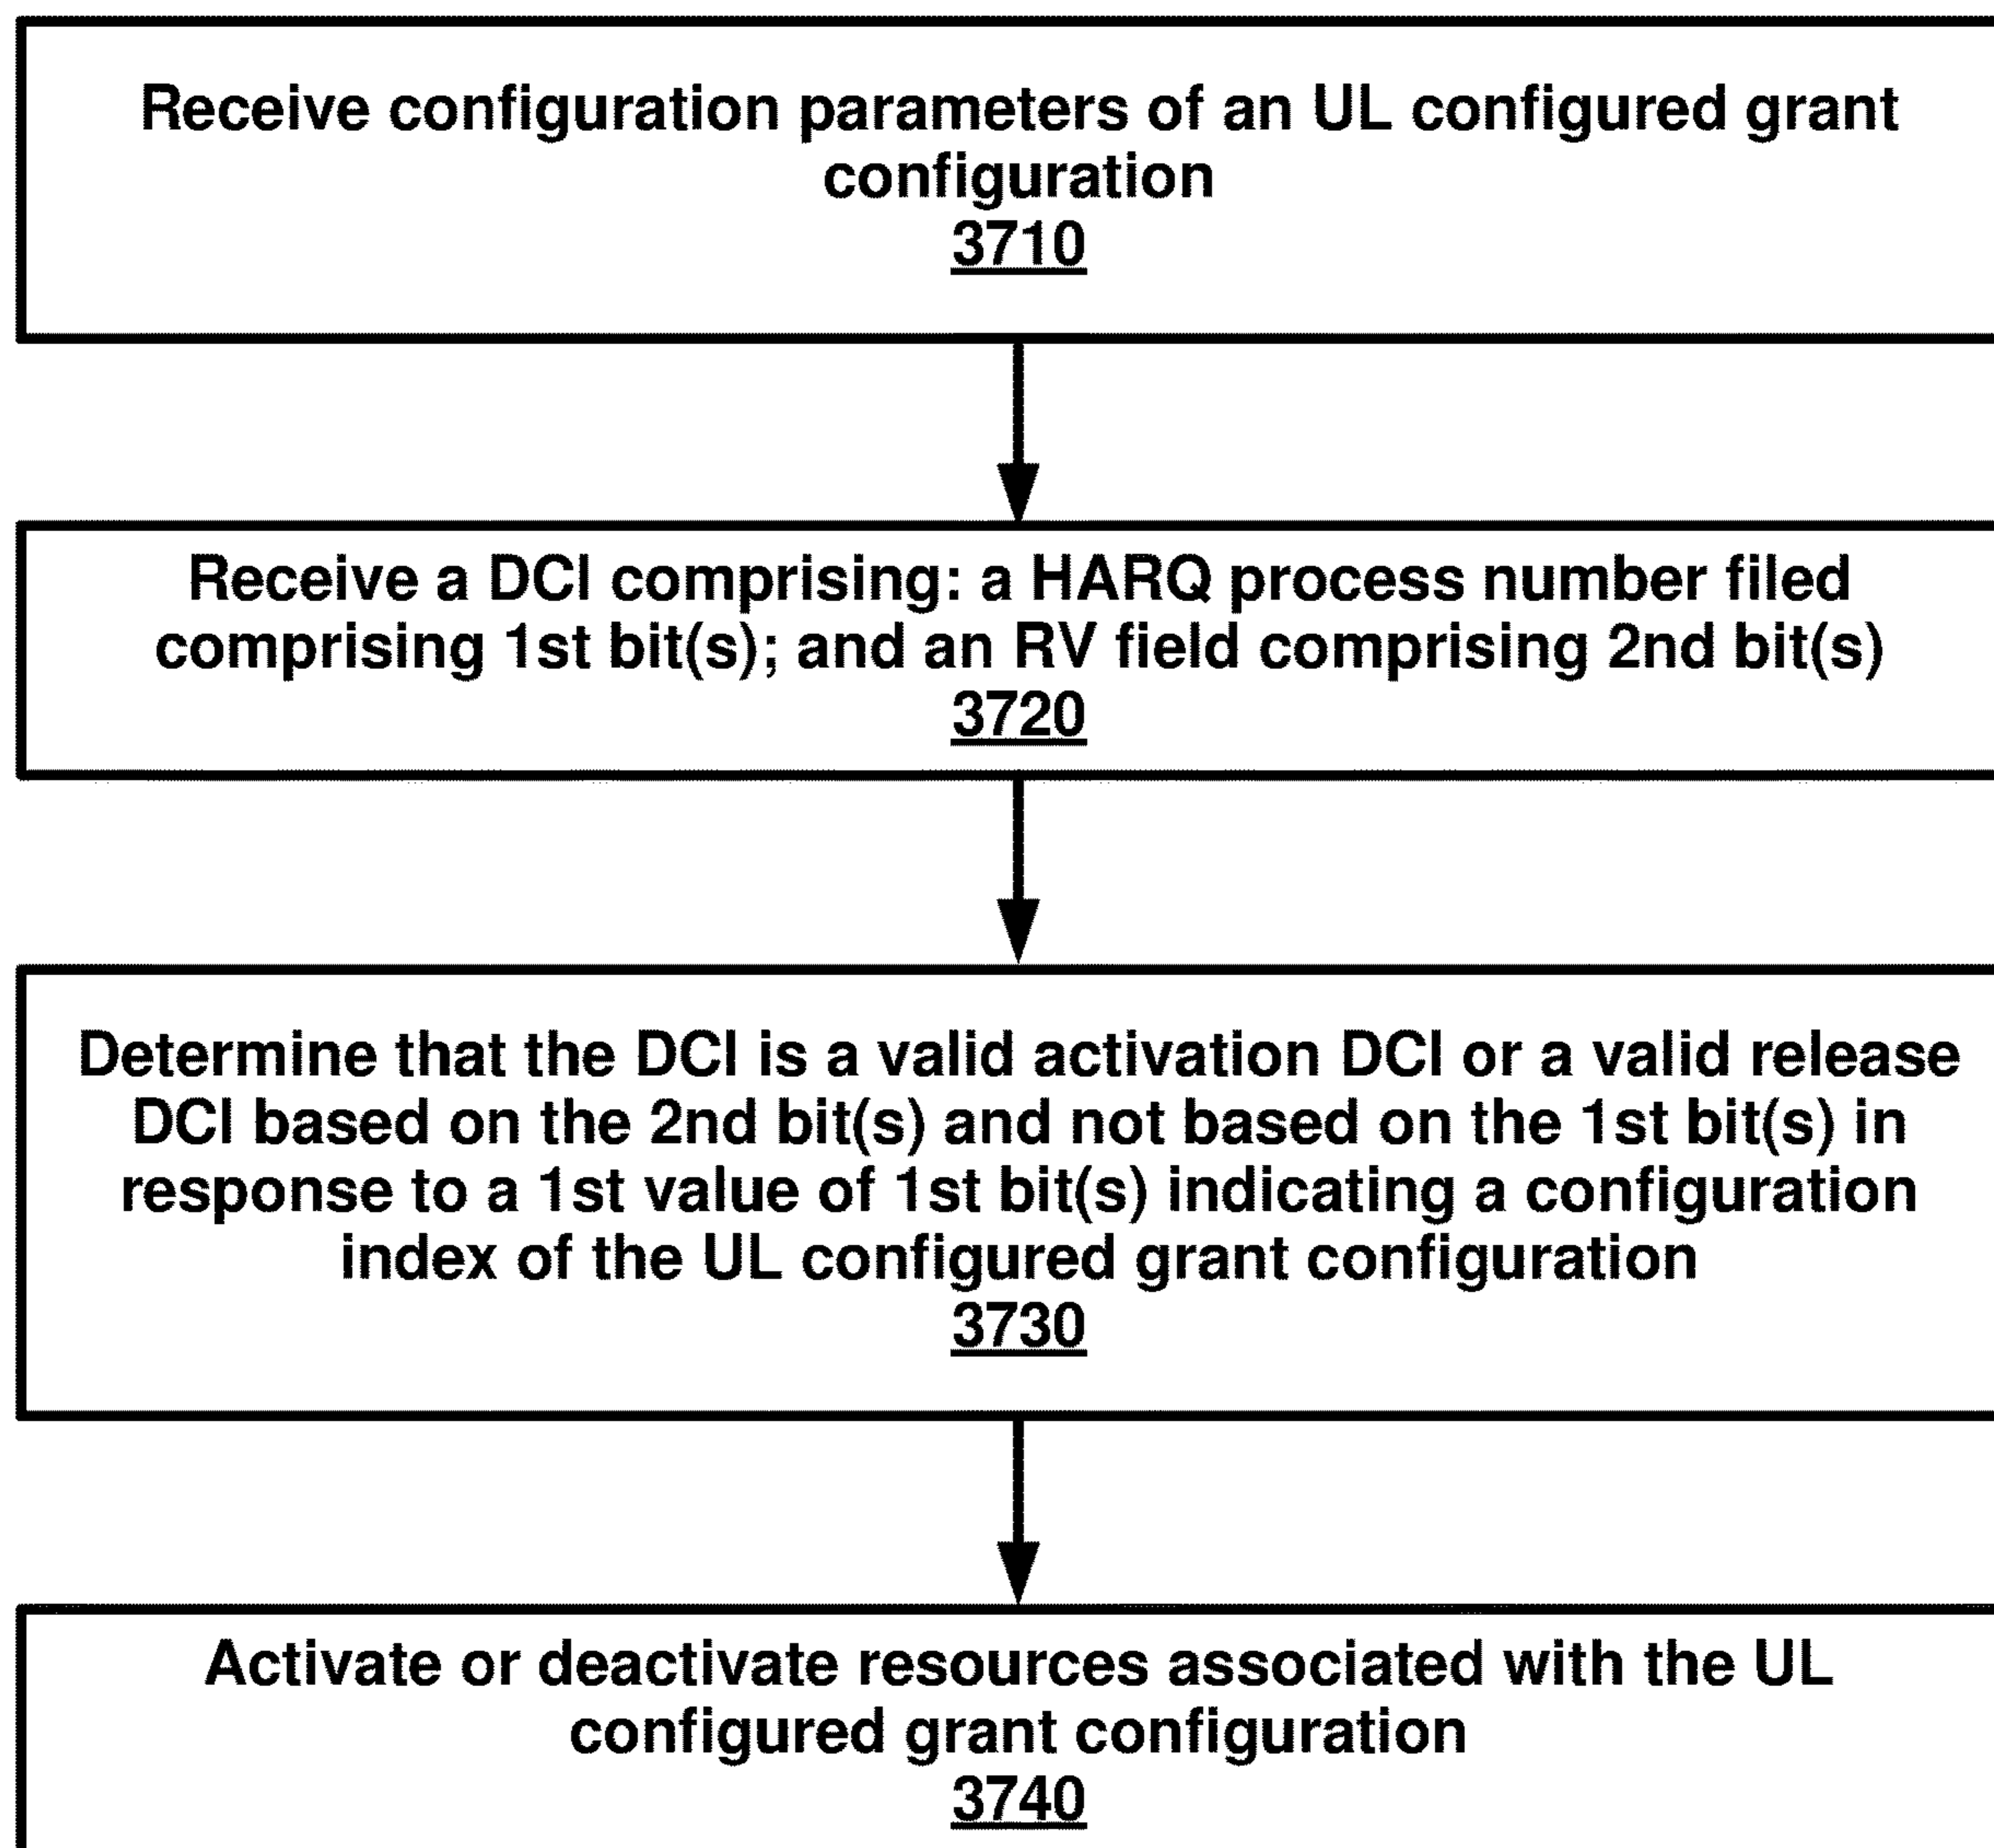 Receive configuration parameters of an UL configured grant
configuration
3710
Receive a DCI comprising: a HARQ process number filed
comprising 1st bit(s); and an RV field comprising 2nd bit(s)
3720
Determine that the DCI is a valid activation DCI or a valid release
DCI based on the 2nd bit(s) and not based on the 1st bit(s) in
response to a 1st value of 1st bit(s) indicating a configuration
index of the UL configured grant configuration
3730
Activate or deactivate resources associated with the UL
configured grant configuration
3740